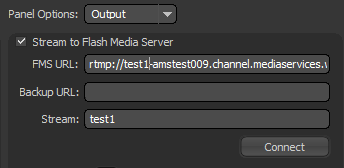 Panel Options: Output
Stream to Flash Media Server
FMS URL: rtmp://test1-amstest009.channel.mediaservices.
Backup URL:
Stream: test1
Connect